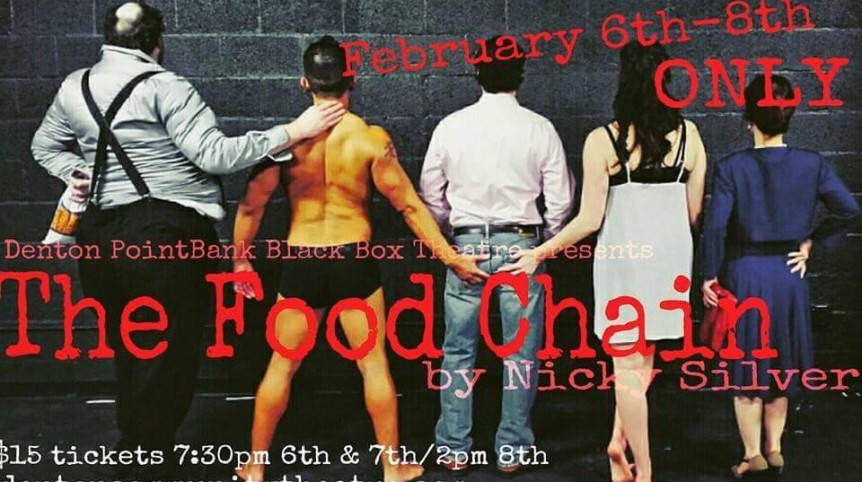 February 6th-8th
ONLY
Denton PointBank Black Box Theatre presents
The Food Chain
by Nicky Silver
$15 tickets 7:30pm 6th & 7th/2pm 8th